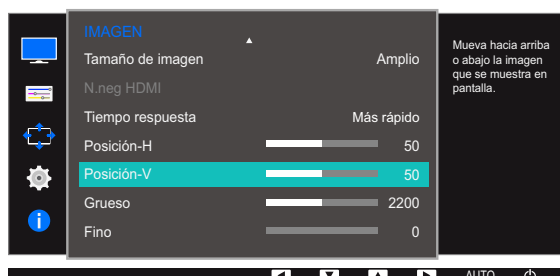 IMAGEN
Tamaño de imagen Amplio
N.neg HDMI
Tiempo respuesta Más rápido
Posición-H 50
Posición-V 50
Grueso 2200
Fino 0
Mueva hacia arriba
o abajo la imagen
que se muestra en
pantalla.
AUTO